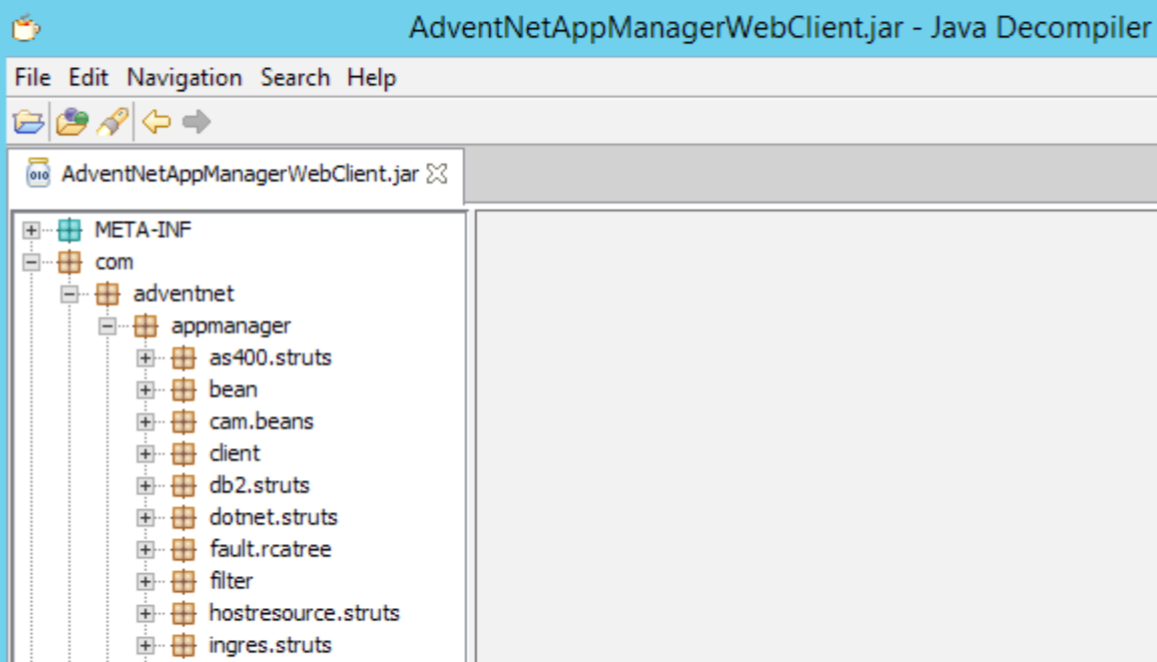 AdventNetAppManagerWebClient.jar - Java Decompiler
File Edit Navigation Search Help
AdventNetAppManagerWebClient.jar
META-INF
com
adventnet
appmanager
as400.struts
bean
cam.beans
client
db2.struts
dotnet.struts
fault.rcatree
filter
hostresource.struts
ingres.struts